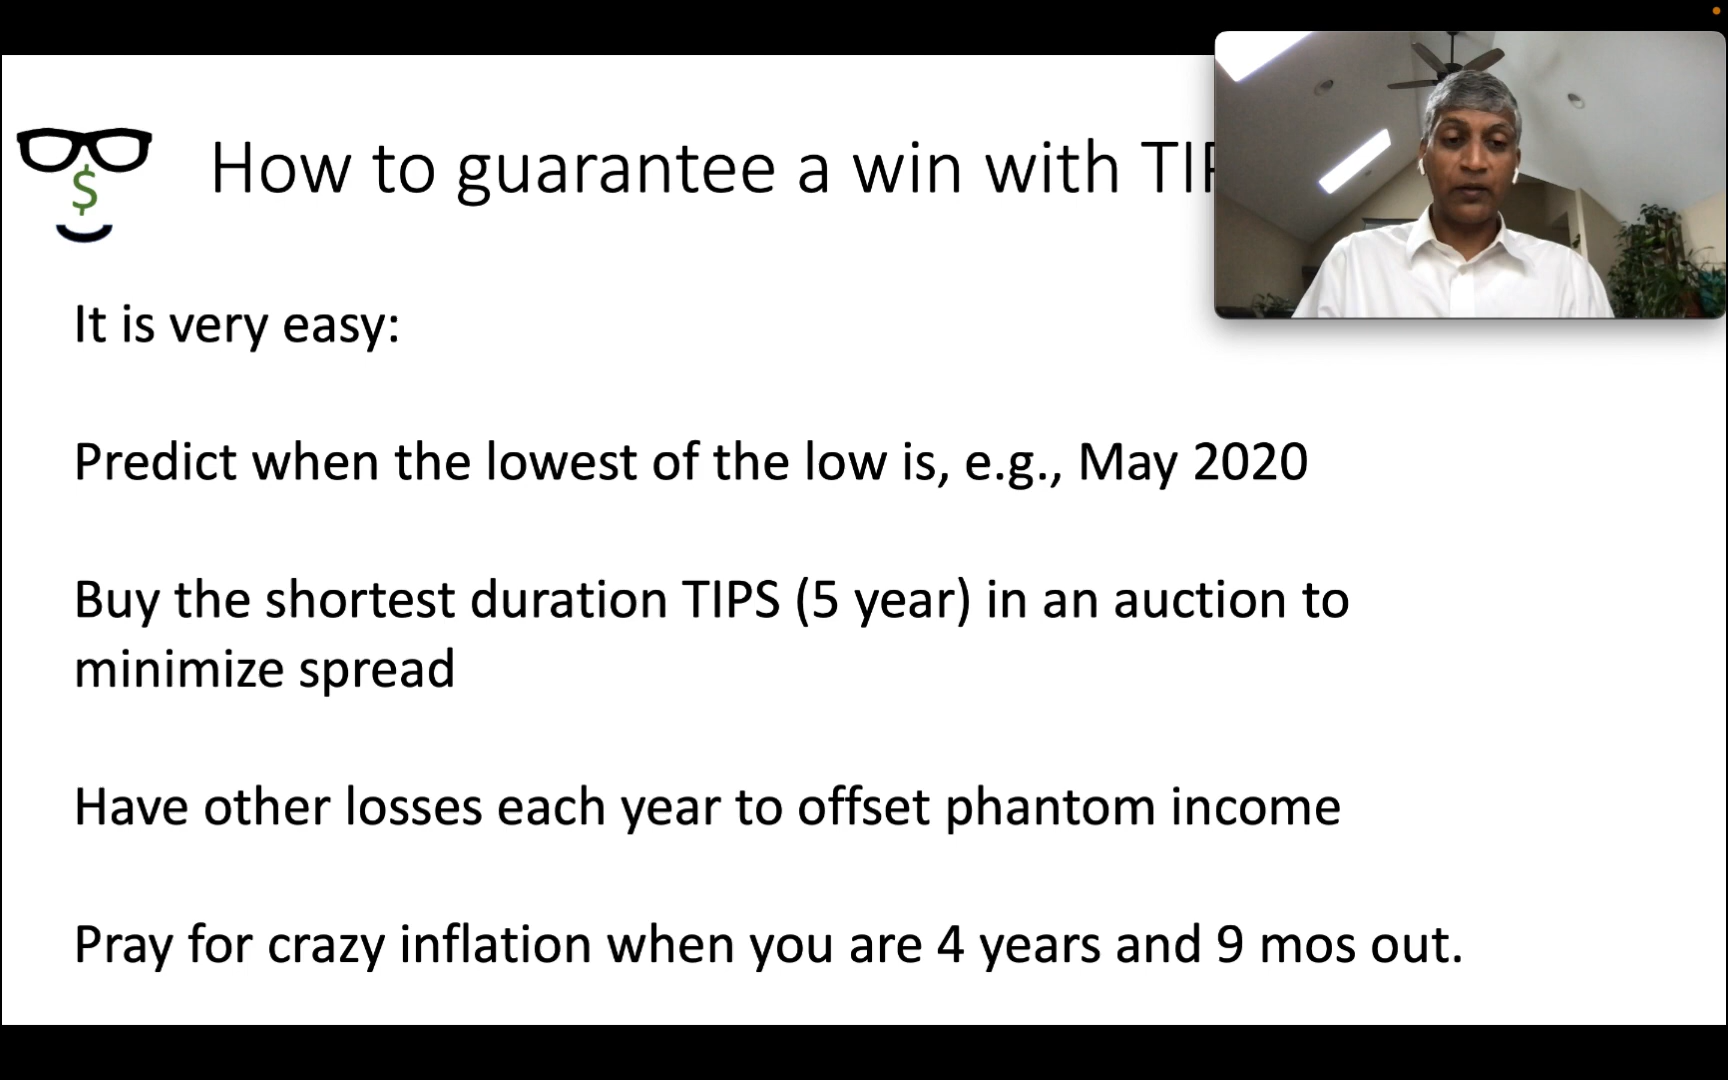 $
How to guarantee a win with TI
It is very easy:
Predict when the lowest of the low is, e.g., May 2020
Buy the shortest duration TIPS (5 year) in an auction to
minimize spread
Have other losses each year to offset phantom income
Pray for crazy inflation when you are 4 years and 9 mos out.